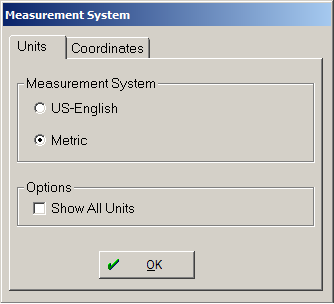 Measurement System
Units Coordinates
Measurement System
US-English
Metric
Options
Show All Units
OK